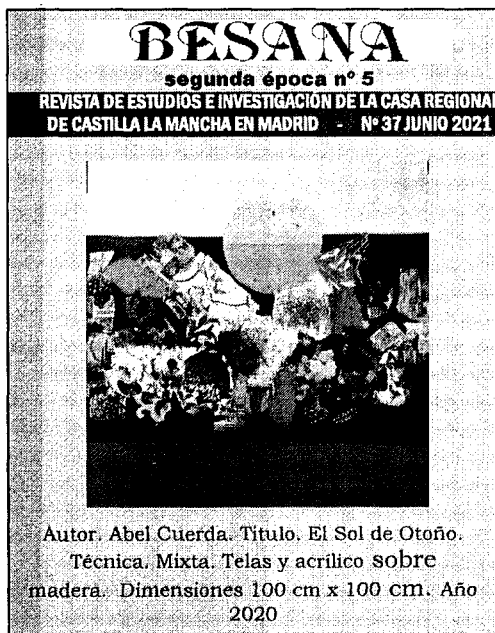 BESANA
segunda época nº 5
REVISTA DE ESTUDIOS E INVESTIGACIÓN DE LA CASA REGIONAL
DE CASTILLA LA MANCHA EN MADRID - Nº 37 JUNIO 2021
Autor. Abel Cuerda. Titulo. El Sol de Otoño.
Técnica. Mixta. Telas y acrílico sobre
madera. Dimensiones 100 cm x 100 cm. Año
2020